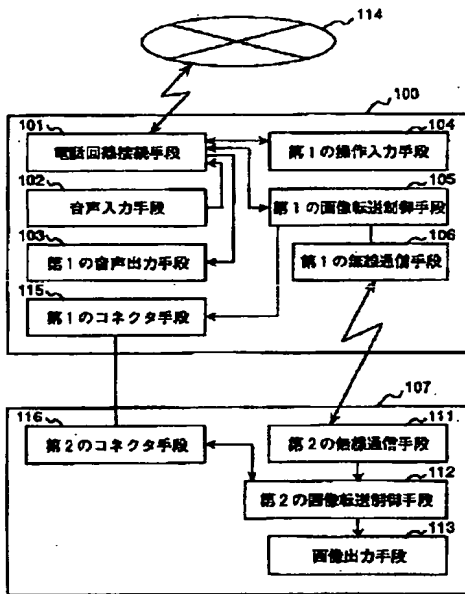 114
100
101
電話回線接続手段
104
第1の操作入力手段
102
音声入力手段
105
第1の画像転送制御手段
103
第1の音声出力手段
106
第1の無線通信手段
115
第1のコネクタ手段
107
116
第2のコネクタ手段
111
第2の無線通信手段
112
第2の画像転送制御手段
113
画像出力手段